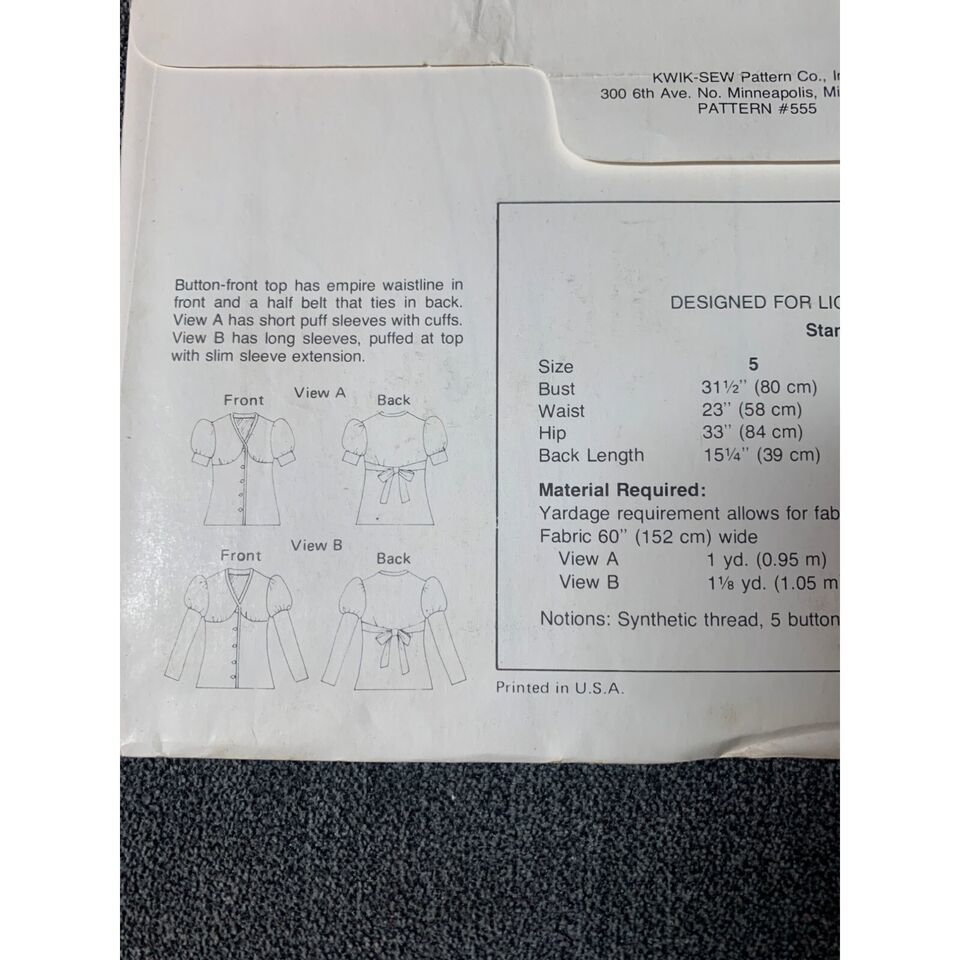 KWIK-SEW Pattern Co.,
300 6th Ave. No. Minneapolis,
PATTERN #555
Button-front top has empire waistline in
front and a half belt that ties in back.
View A has short puff sleeves with cuffs.
View B has long sleeves, puffed at top
with slim sleeve extension.
View A
Front Back
View B
Front Back
DESIGNED FOR
Size 5
Bust 31½" (80 cm)
Waist 23" (58 cm)
Hip 33" (84 cm)
Back Length 15¼" (39 cm)
Material Required:
Yardage requirement allows for
Fabric 60" (152 cm) wide
View A 1 yd. (0.95 m)
View B 1⅛ yd. (1.05 m
Notions: Synthetic thread, 5 button
Printed in U.S.A.